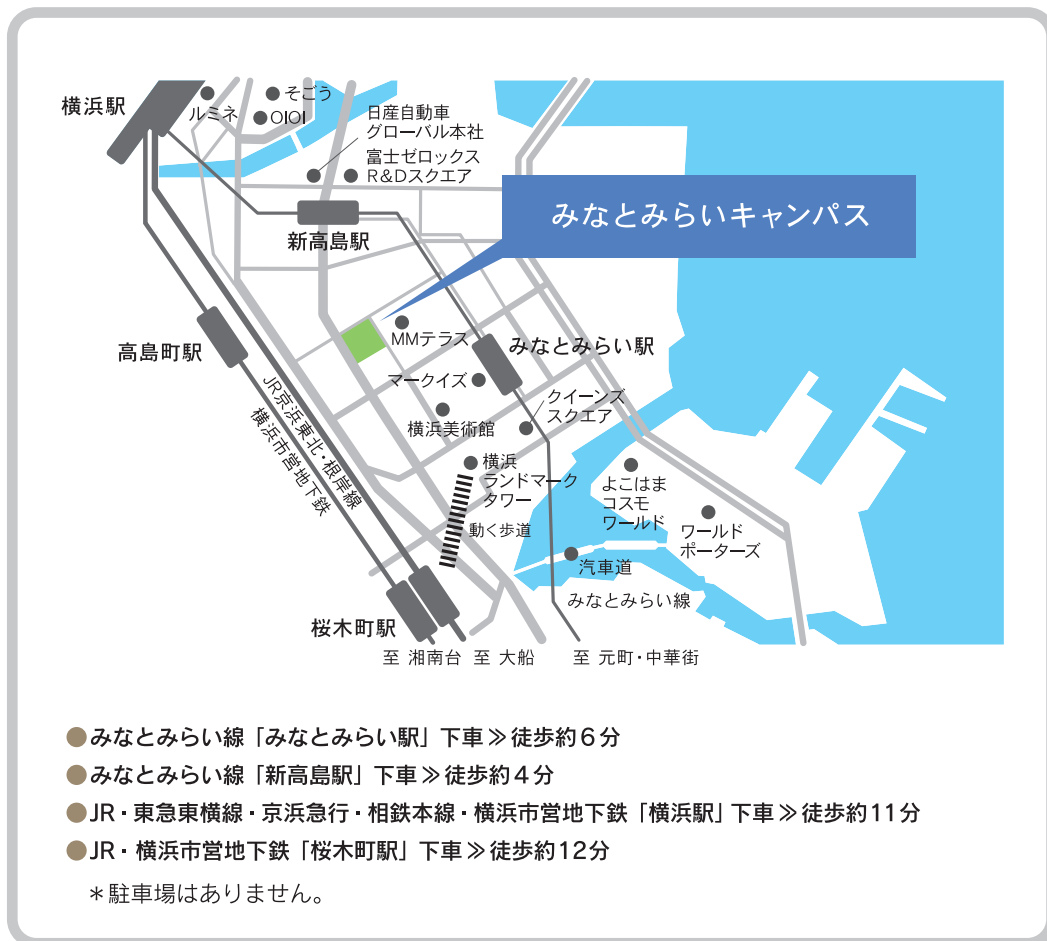 横浜駅
ルミネ
そごう
OIOI
日産自動車
グローバル本社
富士ゼロックス
R&Dスクエア
みなとみらいキャンパス
新高島駅
MMテラス
みなとみらい駅
高島町駅
マークイズ
クイーンズ
スクエア
横浜美術館
JR京浜東北・根岸線
横浜市営地下鉄
横浜
ランドマーク
タワー
よこはま
コスモ
ワールド
動く歩道
ワールド
ポーターズ
汽車道
みなとみらい線
桜木町駅
至 湘南台
至 大船
至 元町・中華街
●みなとみらい線「みなとみらい駅」下車≫徒歩約6分
●みなとみらい線「新高島駅」下車≫徒歩約4分
●JR・東急東横線・京浜急行・相鉄本線・横浜市営地下鉄「横浜駅」下車≫徒歩約11分
●JR・横浜市営地下鉄「桜木町駅」下車≫徒歩約12分
＊駐車場はありません。